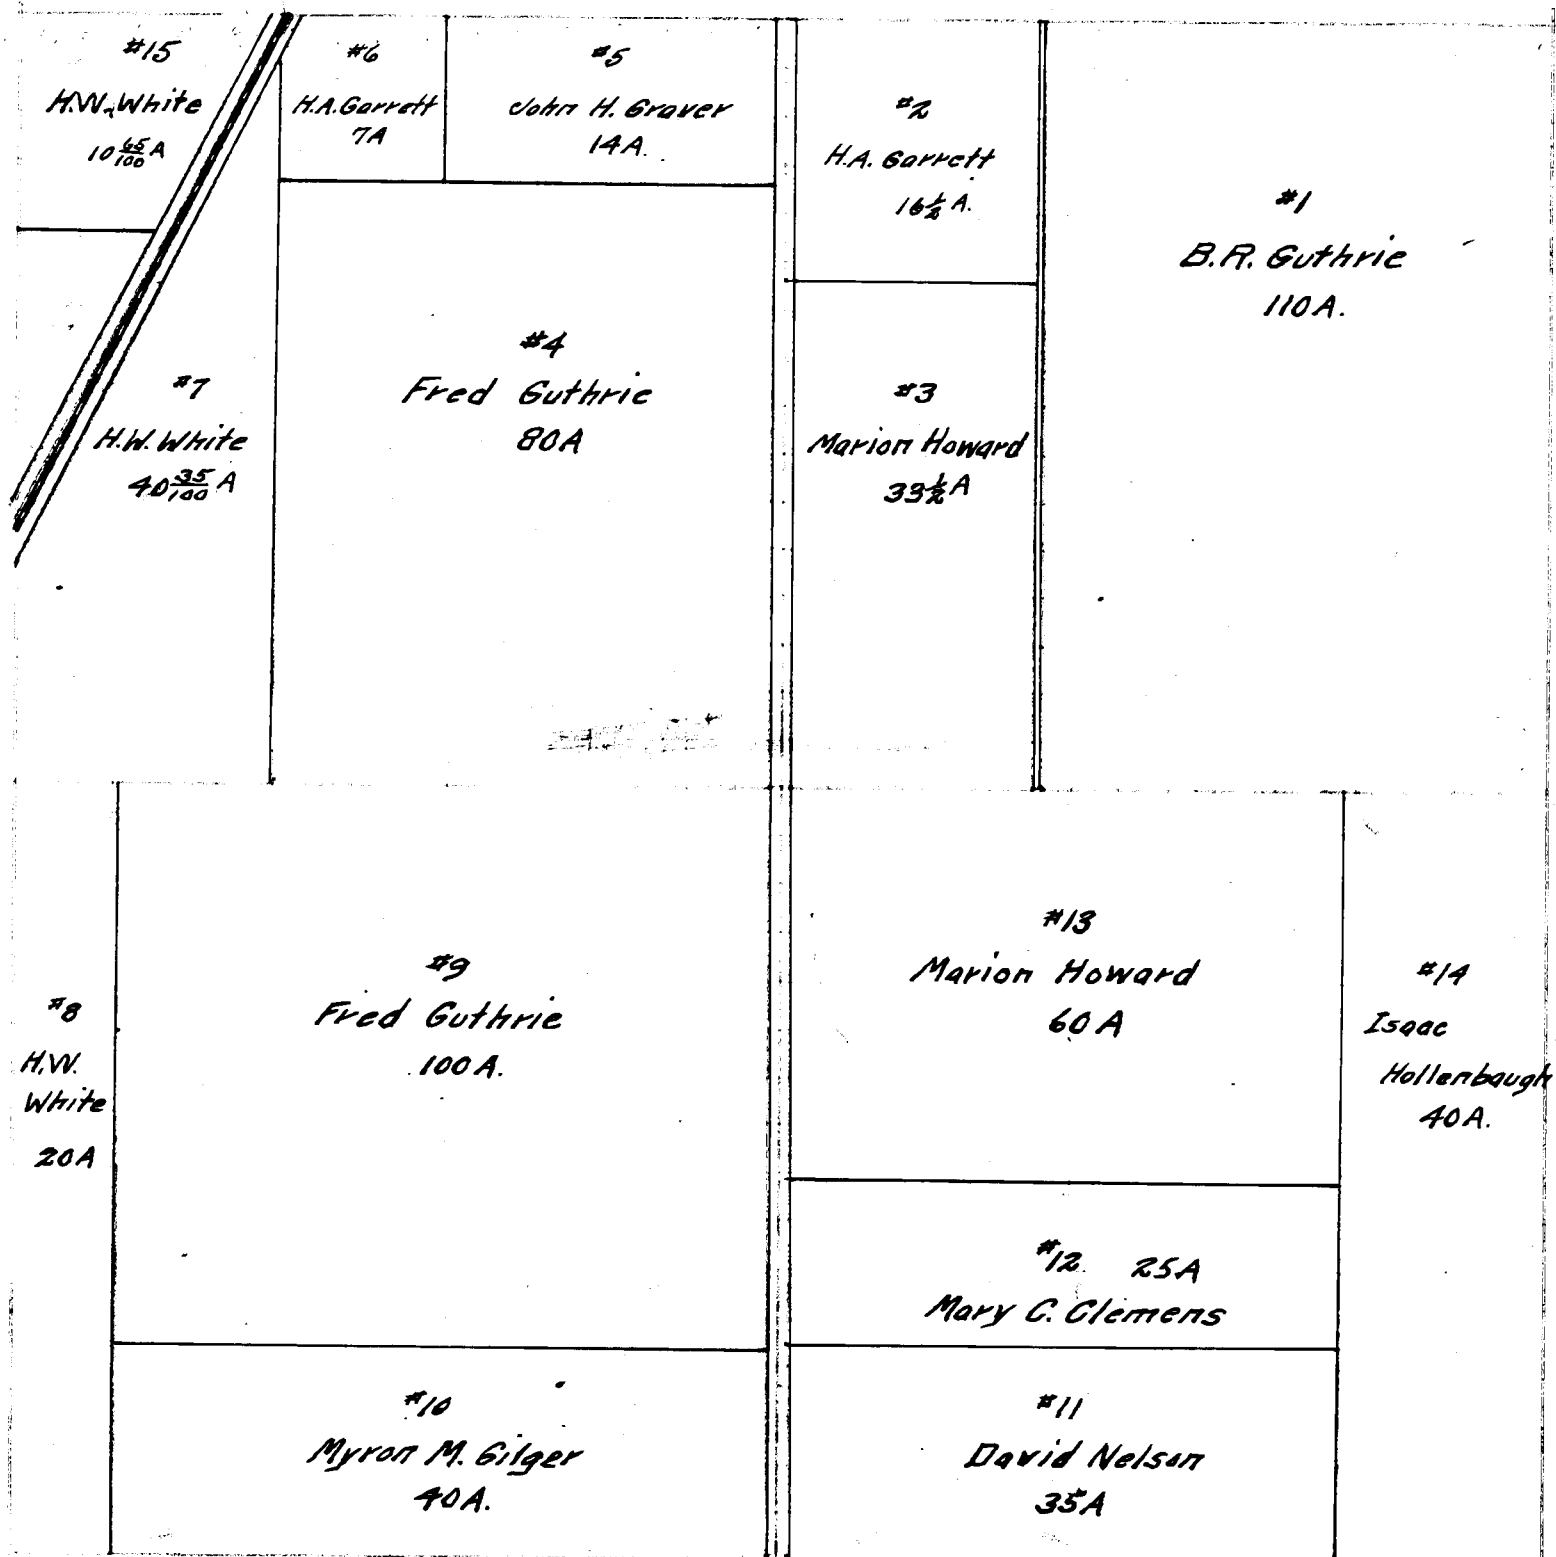 #15
H.W. White
10 65/100 A
#6
H.A. Garrett
7A
#5
John H. Graver
14A.
#2
H.A. Garrett
16½ A.
#1
B.R. Guthrie
110A.
#4
Fred Guthrie
80A
#7
H.W. White
40 35/100 A
#3
Marion Howard
33½ A
#9
Fred Guthrie
100A.
#8
H.W.
White
20A
#13
Marion Howard
60A
#14
Isaac
Hollenbaugh
40A.
#12 25A
Mary C. Clemens
#10
Myron M. Gilger
40A.
#11
David Nelson
35A